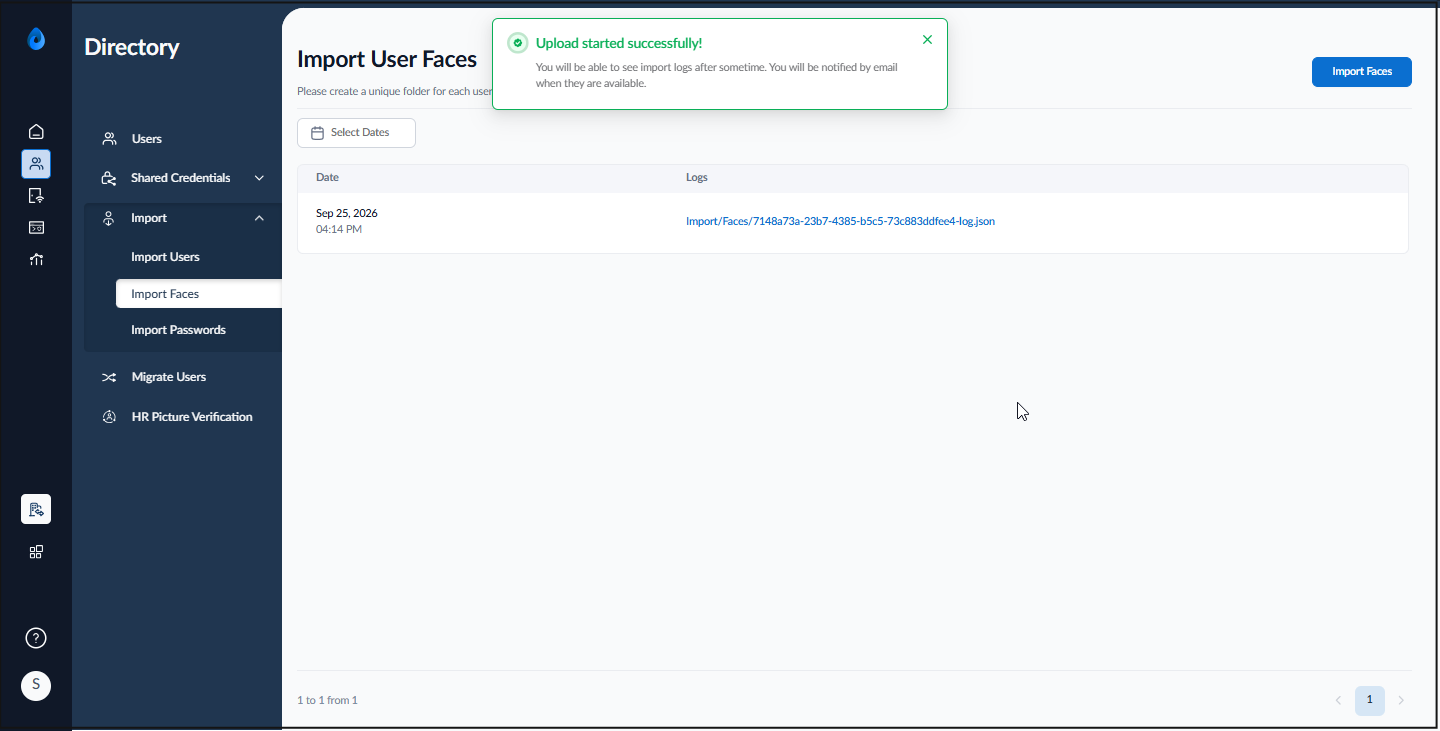 Directory
Users
Shared Credentials
Import
Import Users
Import Faces
Import Passwords
Migrate Users
HR Picture Verification
S
Import User Faces
Please create a unique folder for each user
Upload started successfully!
You will be able to see import logs after sometime. You will be notified by email
when they are available.
Import Faces
Select Dates
Date
Logs
Sep 25, 2026
04:14 PM
Import/Faces/7148a73a-23b7-4385-b5c5-73c883ddfee4-log.json
1 to 1 from 1
1